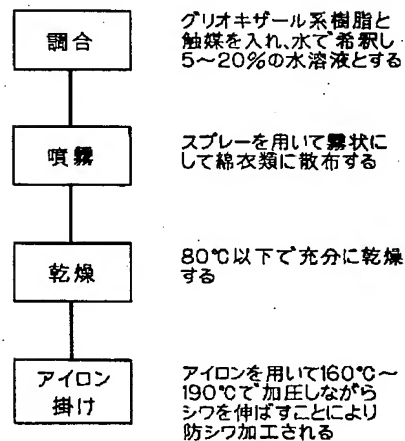 調合
グリオキザール系樹脂と
触媒を入れ、水で希釈し
5～20%の水溶液とする
噴霧
スプレーを用いて霧状に
して綿衣類に散布する
乾燥
80℃以下で充分に乾燥
する
アイロン
掛け
アイロンを用いて160℃～
190℃で加圧しながら
シワを伸ばすことにより
防シワ加工される